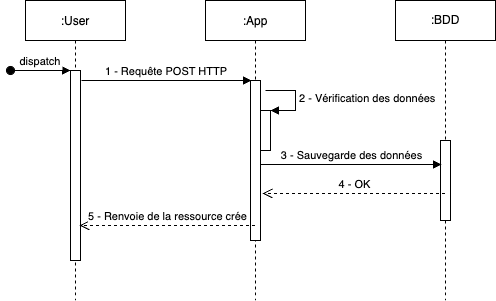 :User
:App
:BDD
dispatch
1 - Requête POST HTTP
2 - Vérification des données
3 - Sauvegarde des données
4 - OK
5 - Renvoie de la ressource crée